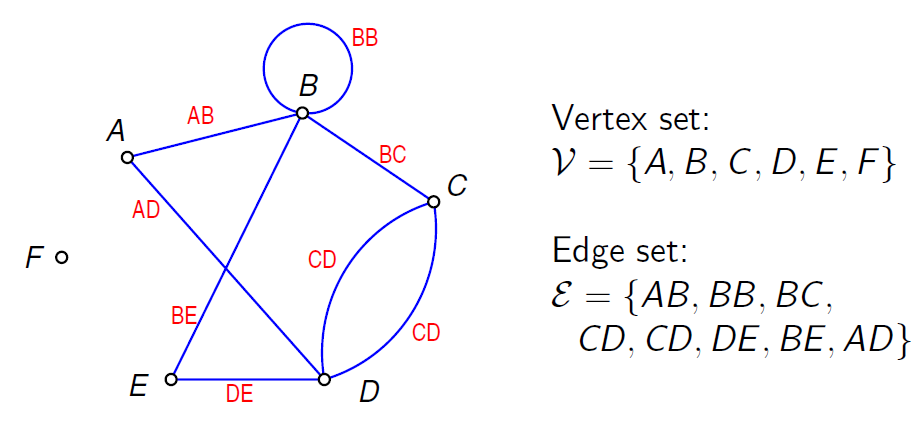 BB
B
AB
A
BC
C
AD
F
CD
BE
CD
E
DE
D
Vertex set:
𝒱 = {A, B, C, D, E, F}
Edge set:
ℰ = {AB, BB, BC,
CD, CD, DE, BE, AD}